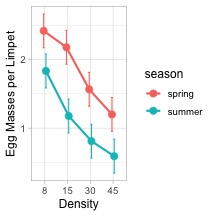 Egg Masses per Limpet
2
1
8 15 30 45
Density
season
spring
summer